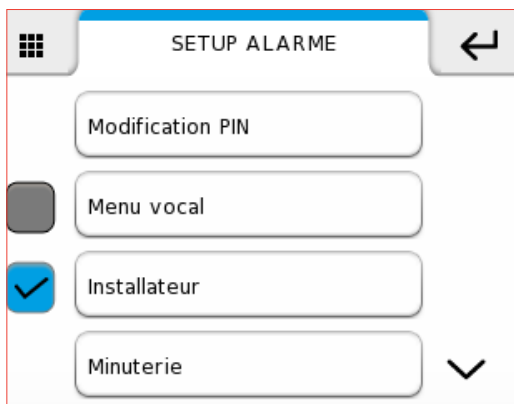 SETUP ALARME
Modification PIN
Menu vocal
Installateur
Minuterie